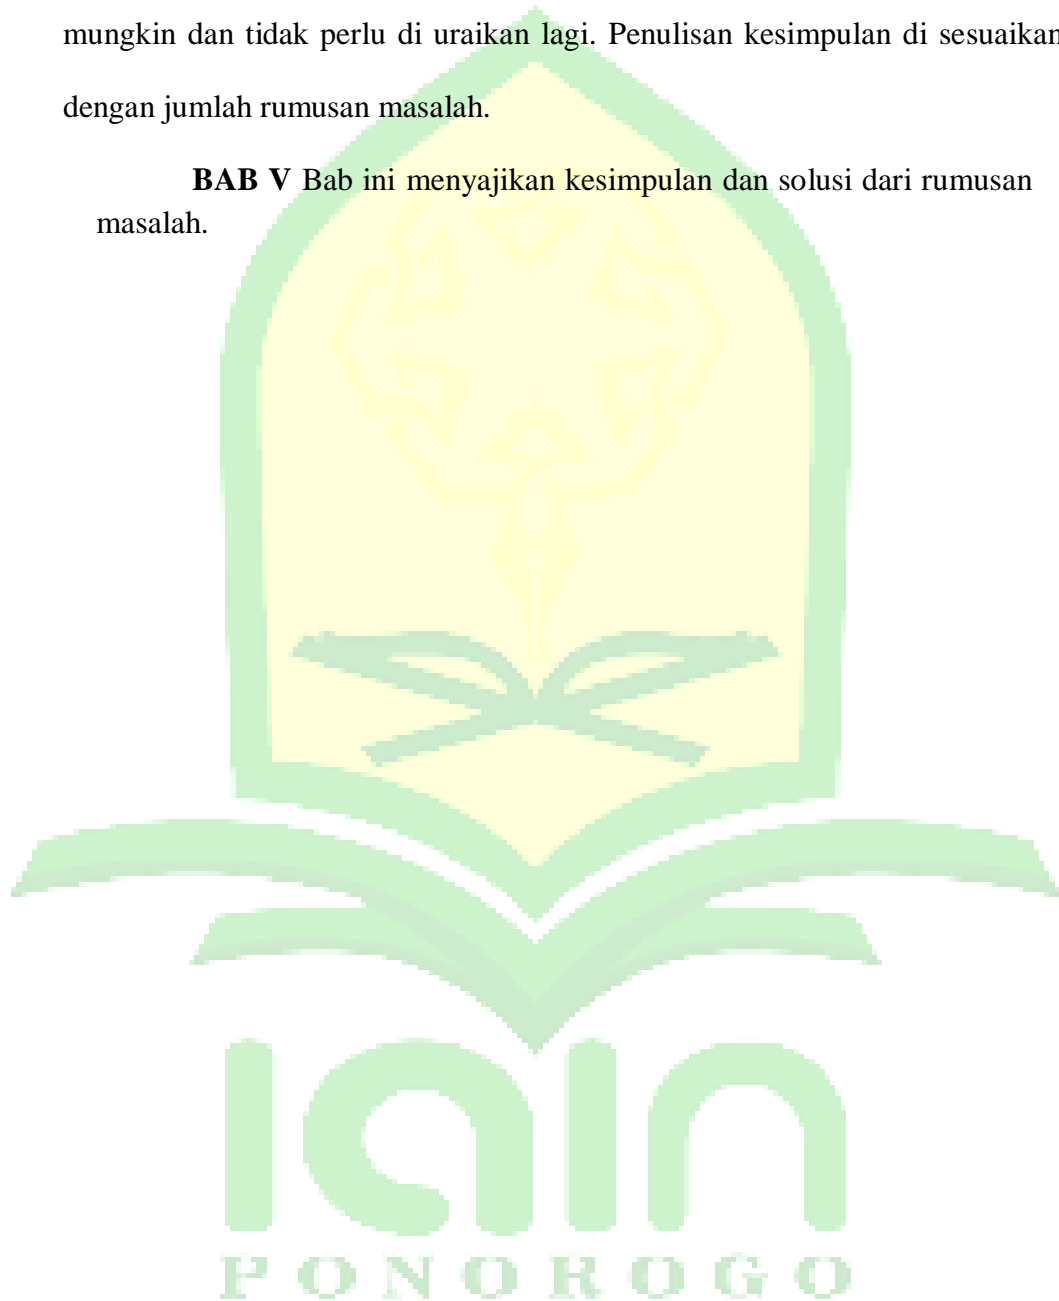 mungkin dan tidak perlu di uraikan lagi. Penulisan kesimpulan di sesuaikan
dengan jumlah rumusan masalah.
BAB V Bab ini menyajikan kesimpulan dan solusi dari rumusan
masalah.
iain
PONOROGO